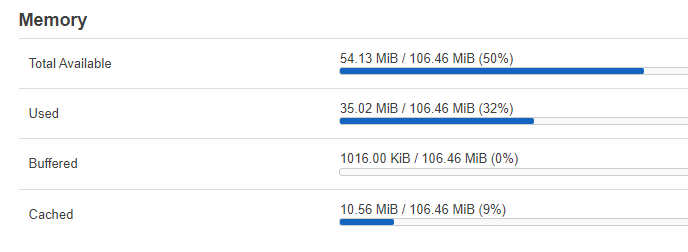 Memory
Total Available
54.13 MiB / 106.46 MiB (50%)
Used
35.02 MiB / 106.46 MiB (32%)
Buffered
1016.00 KiB / 106.46 MiB (0%)
Cached
10.56 MiB / 106.46 MiB (9%)